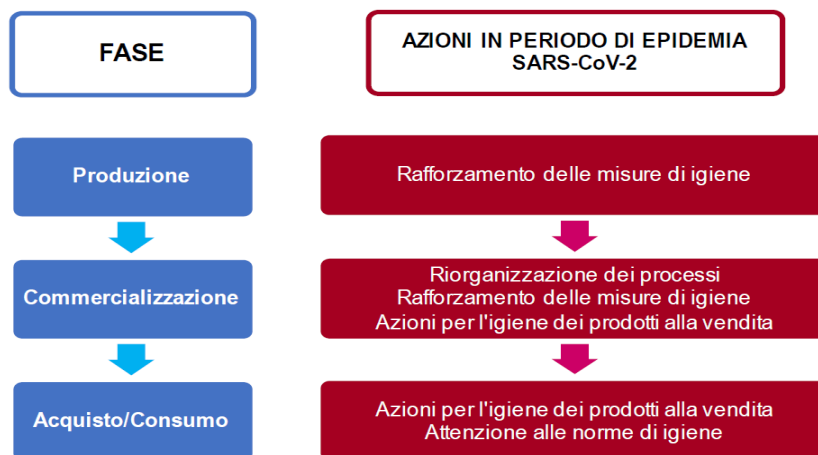 FASE
AZIONI IN PERIODO DI EPIDEMIA
SARS-CoV-2
Produzione
Rafforzamento delle misure di igiene
Commercializzazione
Riorganizzazione dei processi
Rafforzamento delle misure di igiene
Azioni per l'igiene dei prodotti alla vendita
Acquisto/Consumo
Azioni per l'igiene dei prodotti alla vendita
Attenzione alle norme di igiene